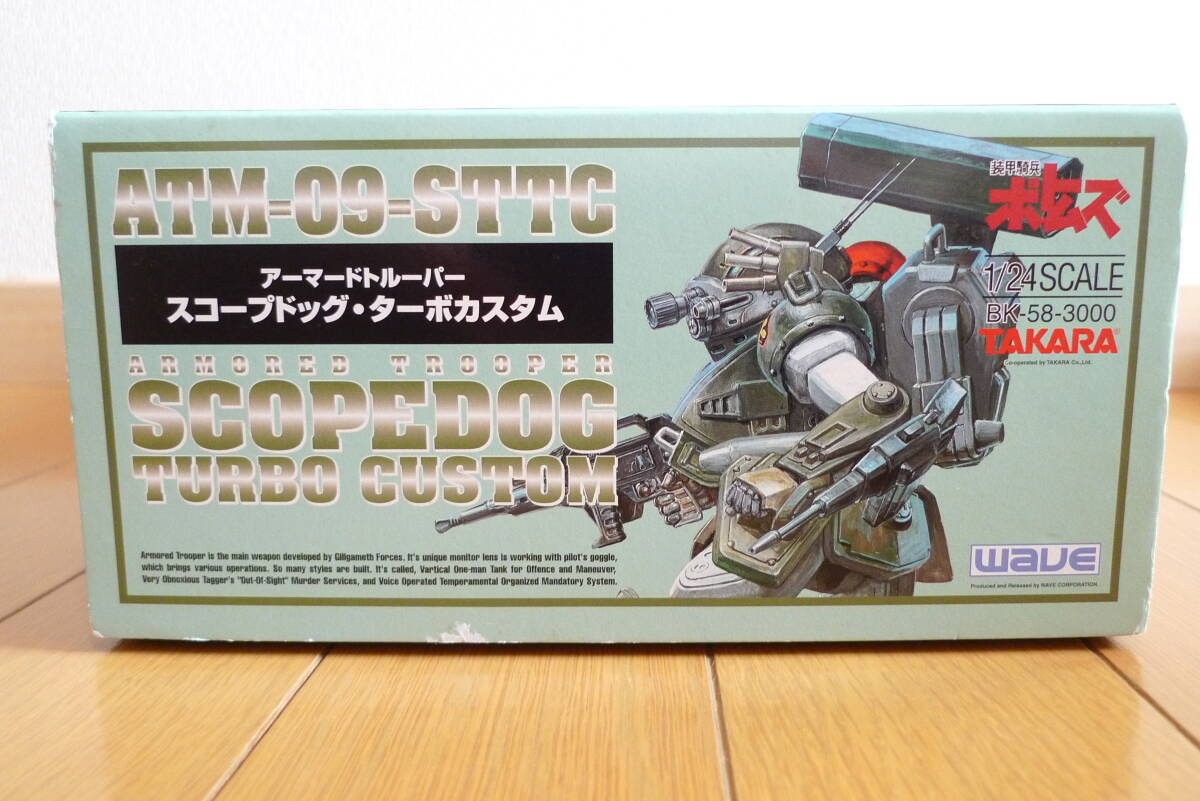 ATM-09-STTC
アーマードトルーパー
スコープドッグ・ターボカスタム
ARMORED TROOPER
SCOPEDOG
TURBO CUSTOM
Armored Trooper is the main weapon developed by Gilligameth Forces. It's unique monitor lens is working with pilot's goggle,
which brings various operations. So many styles are built. It's called, Vartical One-man Tank for Offence and Maneuver,
Very Obnoxious Tagger's "Out-Of-Sight" Murder Services, and Voice Operated Temperamental Organized Mandatory System.
装甲騎兵
ボトムズ
1/24SCALE
BK-58-3000
TAKARA®
Co-operated by TAKARA Co.,Ltd.
wave
Produced and Released by WAVE CORPORATION.